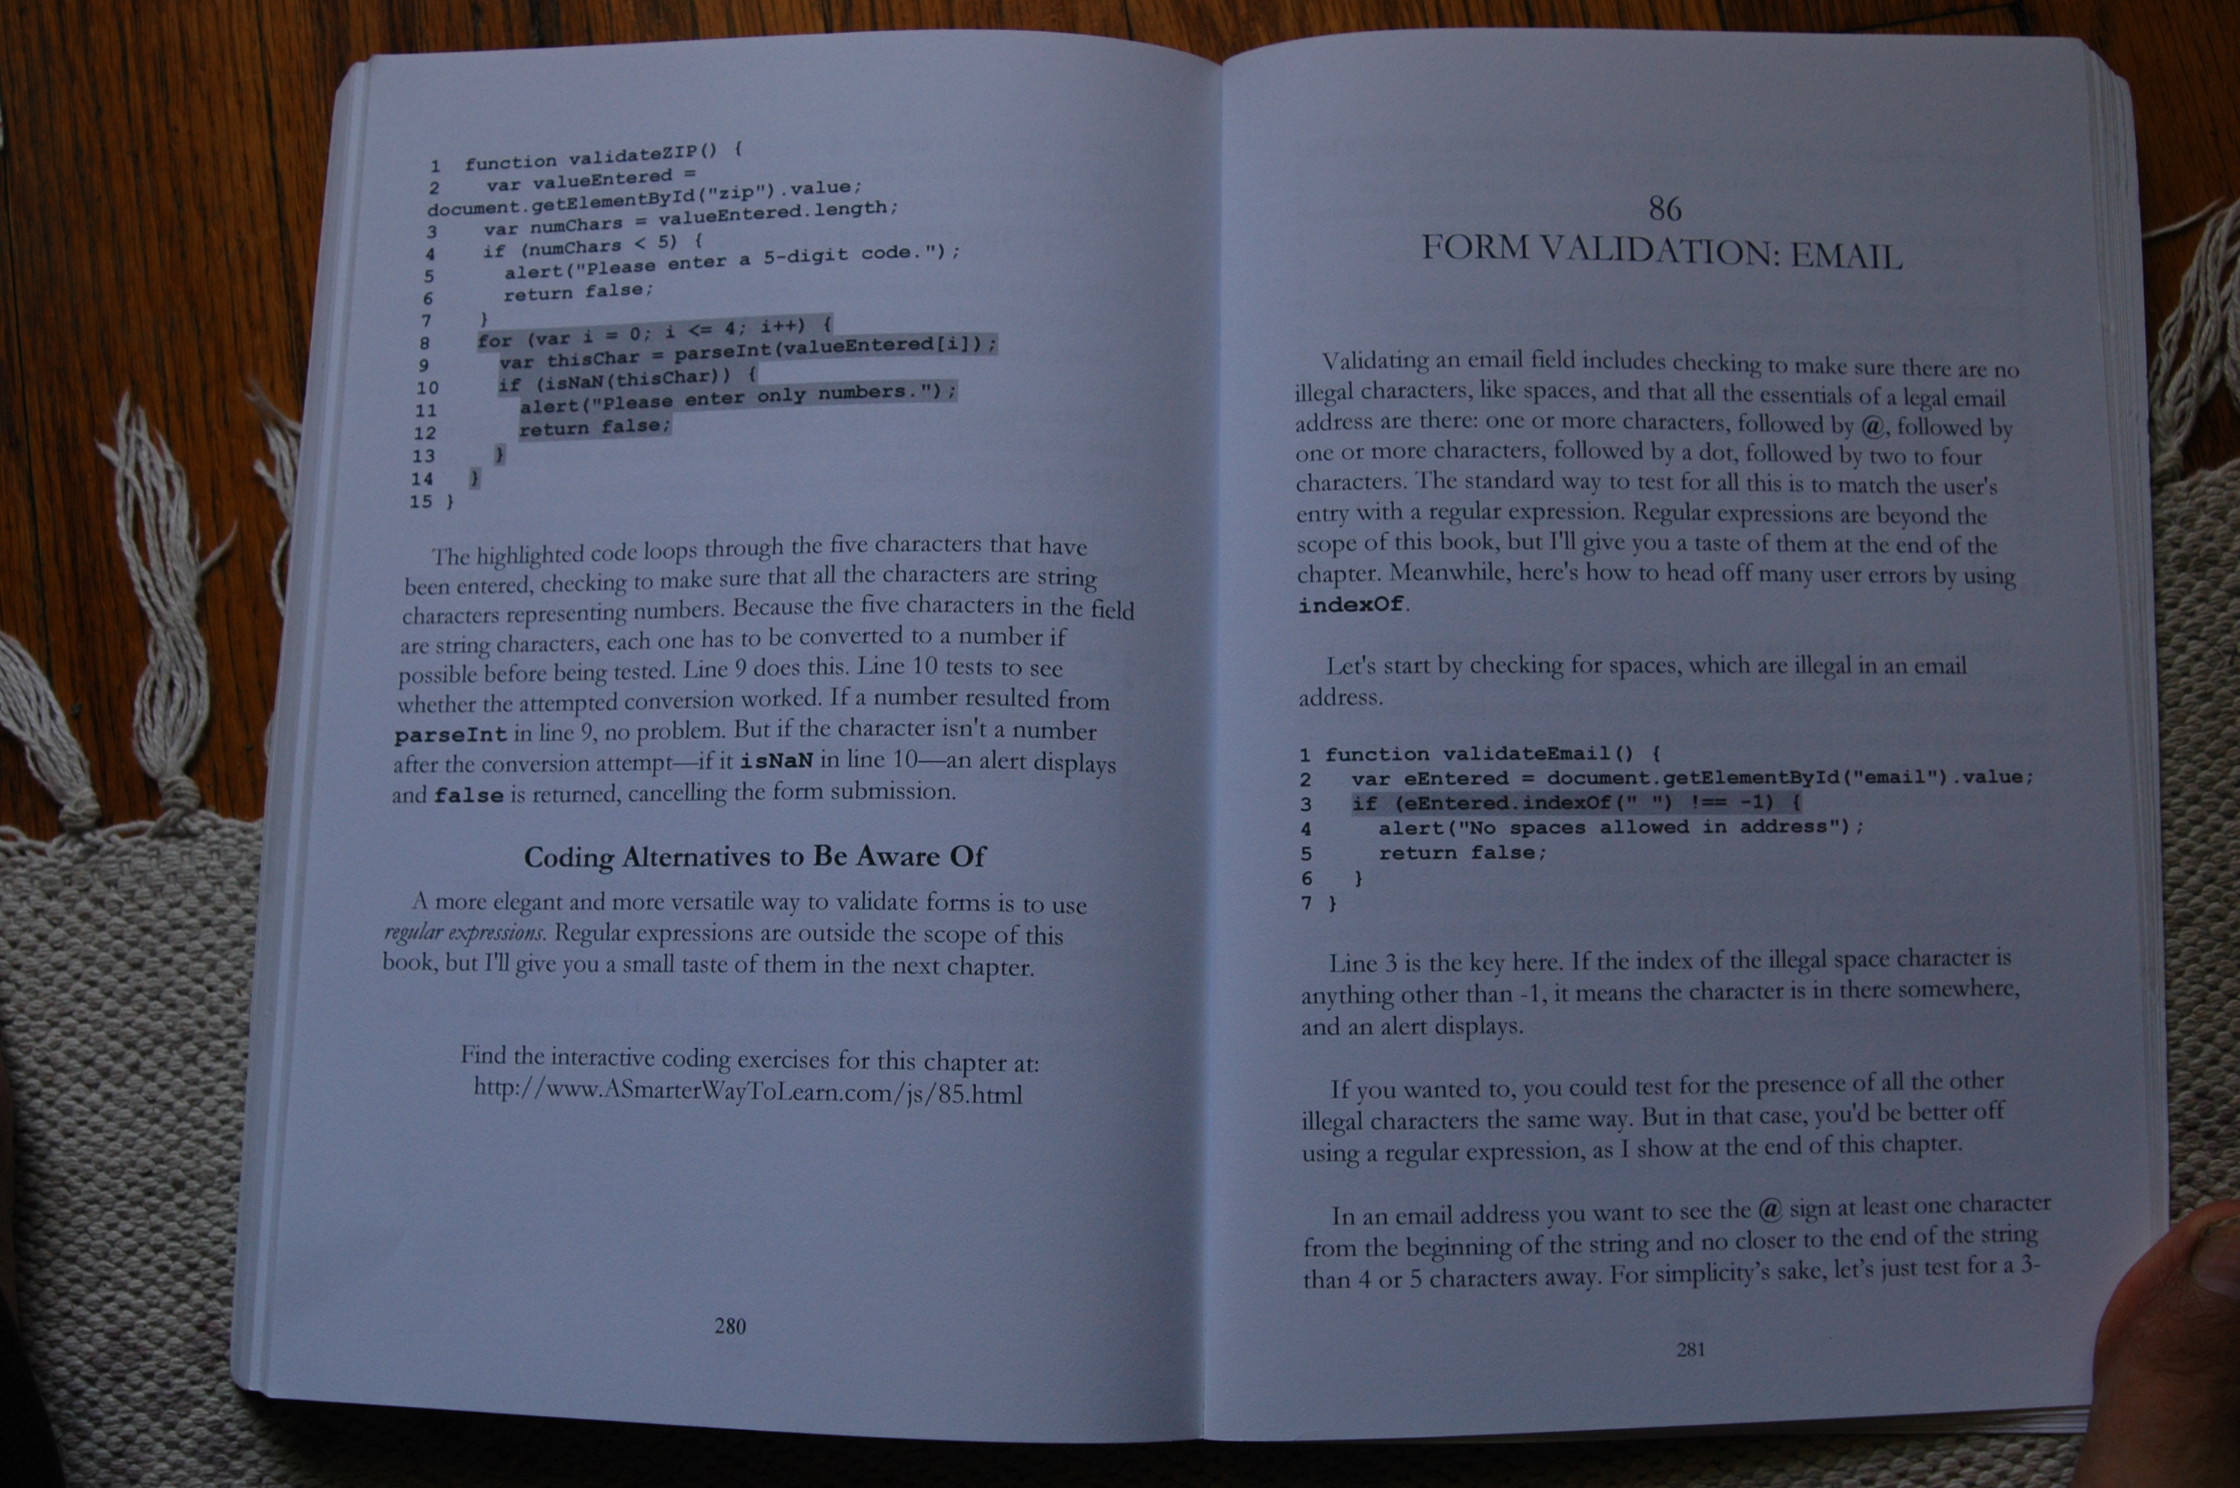 1  function validateZIP() {
2    var valueEntered =
document.getElementById("zip").value;
3    var numChars = valueEntered.length;
4    if (numChars < 5) {
5      alert("Please enter a 5-digit code.");
6      return false;
7    }
8    for (var i = 0; i <= 4; i++) {
9      var thisChar = parseInt(valueEntered[i]);
10      if (isNaN(thisChar)) {
11        alert("Please enter only numbers.");
12        return false;
13      }
14    }
15 }
The highlighted code loops through the five characters that have
been entered, checking to make sure that all the characters are string
characters representing numbers. Because the five characters in the field
are string characters, each one has to be converted to a number if
possible before being tested. Line 9 does this. Line 10 tests to see
whether the attempted conversion worked. If a number resulted from
parseInt in line 9, no problem. But if the character isn't a number
after the conversion attempt—if it isNaN in line 10—an alert displays
and false is returned, cancelling the form submission.
Coding Alternatives to Be Aware Of
A more elegant and more versatile way to validate forms is to use
regular expressions. Regular expressions are outside the scope of this
book, but I'll give you a small taste of them in the next chapter.
Find the interactive coding exercises for this chapter at:
http://www.ASmarterWayToLearn.com/js/85.html
280
86
FORM VALIDATION: EMAIL
Validating an email field includes checking to make sure there are no
illegal characters, like spaces, and that all the essentials of a legal email
address are there: one or more characters, followed by @, followed by
one or more characters, followed by a dot, followed by two to four
characters. The standard way to test for all this is to match the user's
entry with a regular expression. Regular expressions are beyond the
scope of this book, but I'll give you a taste of them at the end of the
chapter. Meanwhile, here's how to head off many user errors by using
indexOf.
Let's start by checking for spaces, which are illegal in an email
address.
1 function validateEmail() {
2   var eEntered = document.getElementById("email").value;
3   if (eEntered.indexOf(" ") !== -1) {
4     alert("No spaces allowed in address");
5     return false;
6   }
7 }
Line 3 is the key here. If the index of the illegal space character is
anything other than -1, it means the character is in there somewhere,
and an alert displays.
If you wanted to, you could test for the presence of all the other
illegal characters the same way. But in that case, you'd be better off
using a regular expression, as I show at the end of this chapter.
In an email address you want to see the @ sign at least one character
from the beginning of the string and no closer to the end of the string
than 4 or 5 characters away. For simplicity's sake, let's just test for a 3-
281